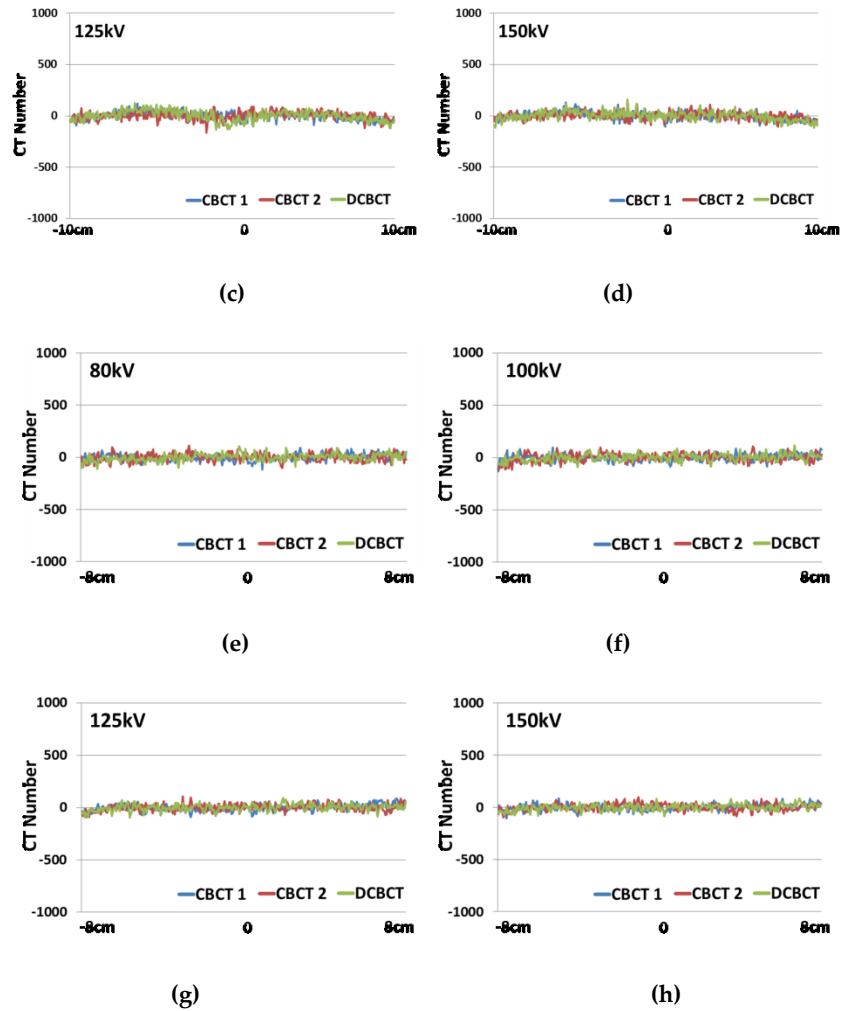 125kV
1000
500
0
-500
-1000
CT Number
CBCT 1 CBCT 2 DCBCT
-10cm 0 10cm
(c)
150kV
1000
500
0
-500
-1000
CT Number
CBCT 1 CBCT 2 DCBCT
-10cm 0 10cm
(d)
80kV
1000
500
0
-500
-1000
CT Number
CBCT 1 CBCT 2 DCBCT
-8cm 0 8cm
(e)
100kV
1000
500
0
-500
-1000
CT Number
CBCT 1 CBCT 2 DCBCT
-8cm 0 8cm
(f)
125kV
1000
500
0
-500
-1000
CT Number
CBCT 1 CBCT 2 DCBCT
-8cm 0 8cm
(g)
150kV
1000
500
0
-500
-1000
CT Number
CBCT 1 CBCT 2 DCBCT
-8cm 0 8cm
(h)